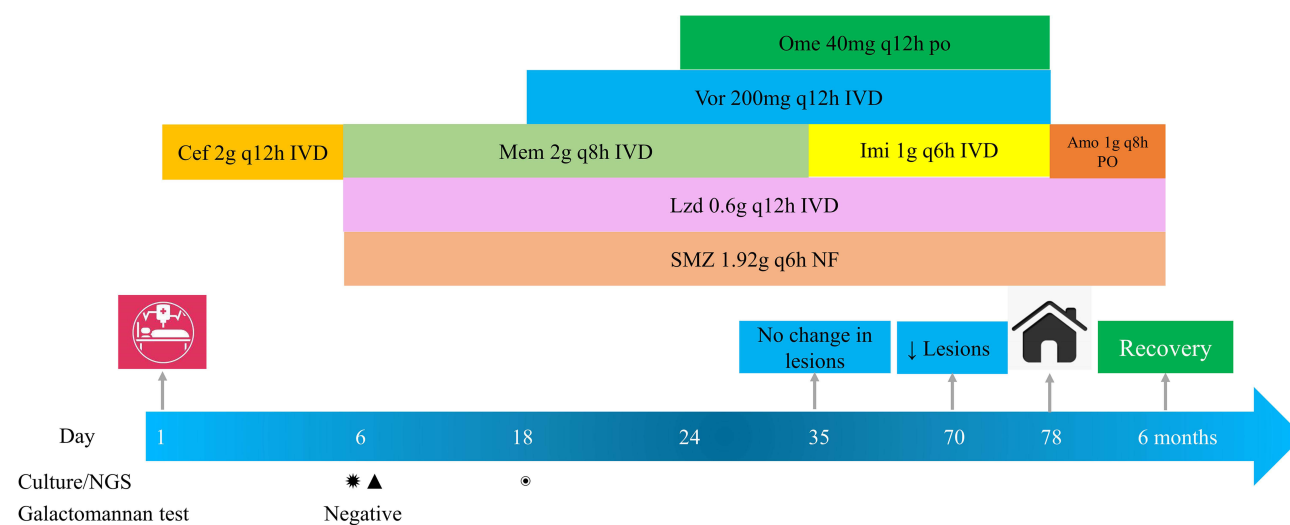 Ome 40mg q12h po
Vor 200mg q12h IVD
Cef 2g q12h IVD
Mem 2g q8h IVD
Imi 1g q6h IVD
Amo 1g q8h
PO
Lzd 0.6g q12h IVD
SMZ 1.92g q6h NF
No change in
lesions
↓ Lesions
Recovery
Day 1 6 18 24 35 70 78 6 months
Culture/NGS
Galactomannan test Negative